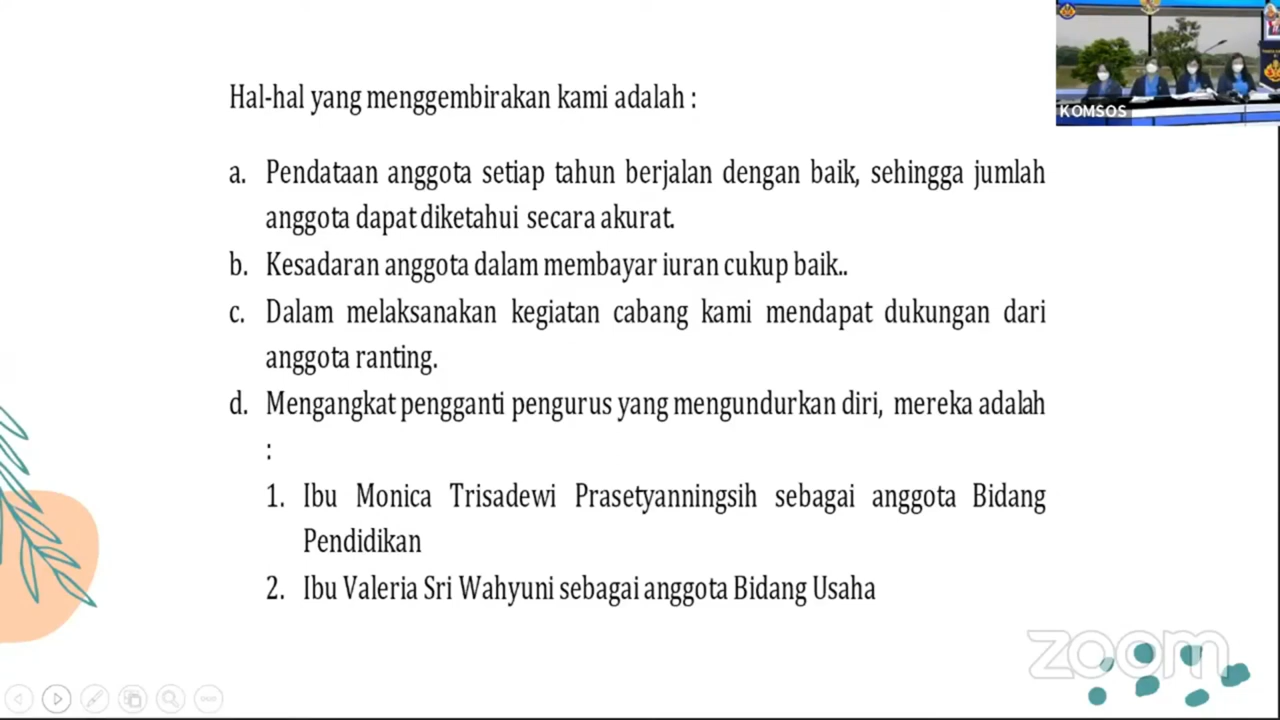 Hal-hal yang menggembirakan kami adalah :
a. Pendataan anggota setiap tahun berjalan dengan baik, sehingga jumlah
anggota dapat diketahui secara akurat.
b. Kesadaran anggota dalam membayar iuran cukup baik..
c. Dalam melaksanakan kegiatan cabang kami mendapat dukungan dari
anggota ranting.
d. Mengangkat pengganti pengurus yang mengundurkan diri, mereka adalah
:
1. Ibu Monica Trisadewi Prasetyanningsih sebagai anggota Bidang
Pendidikan
2. Ibu Valeria Sri Wahyuni sebagai anggota Bidang Usaha
KOMSOS
zoom